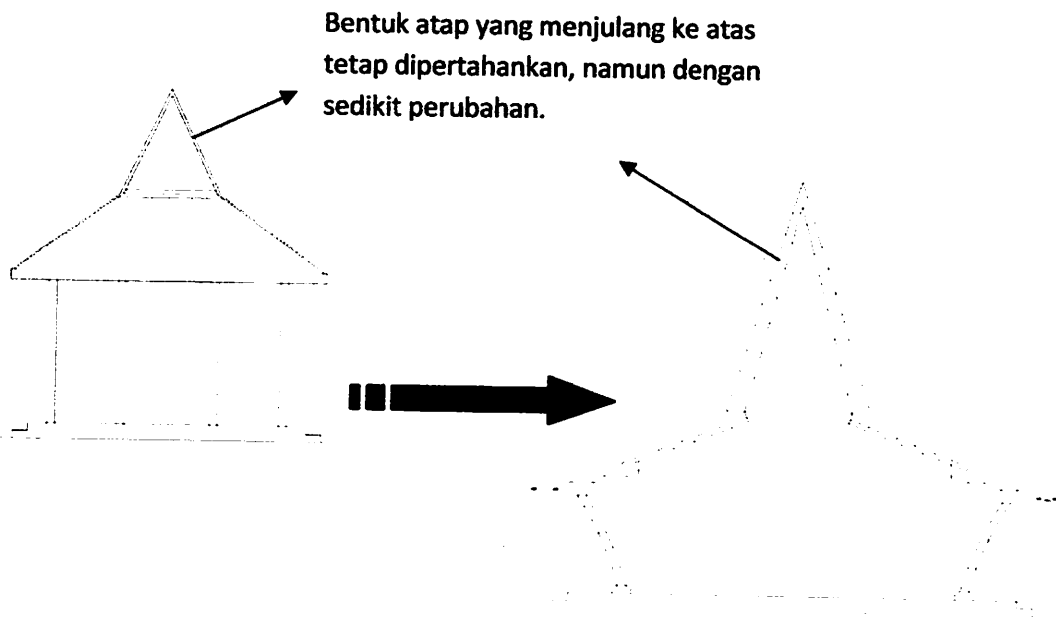 Bentuk atap yang menjulang ke atas
tetap dipertahankan, namun dengan
sedikit perubahan.